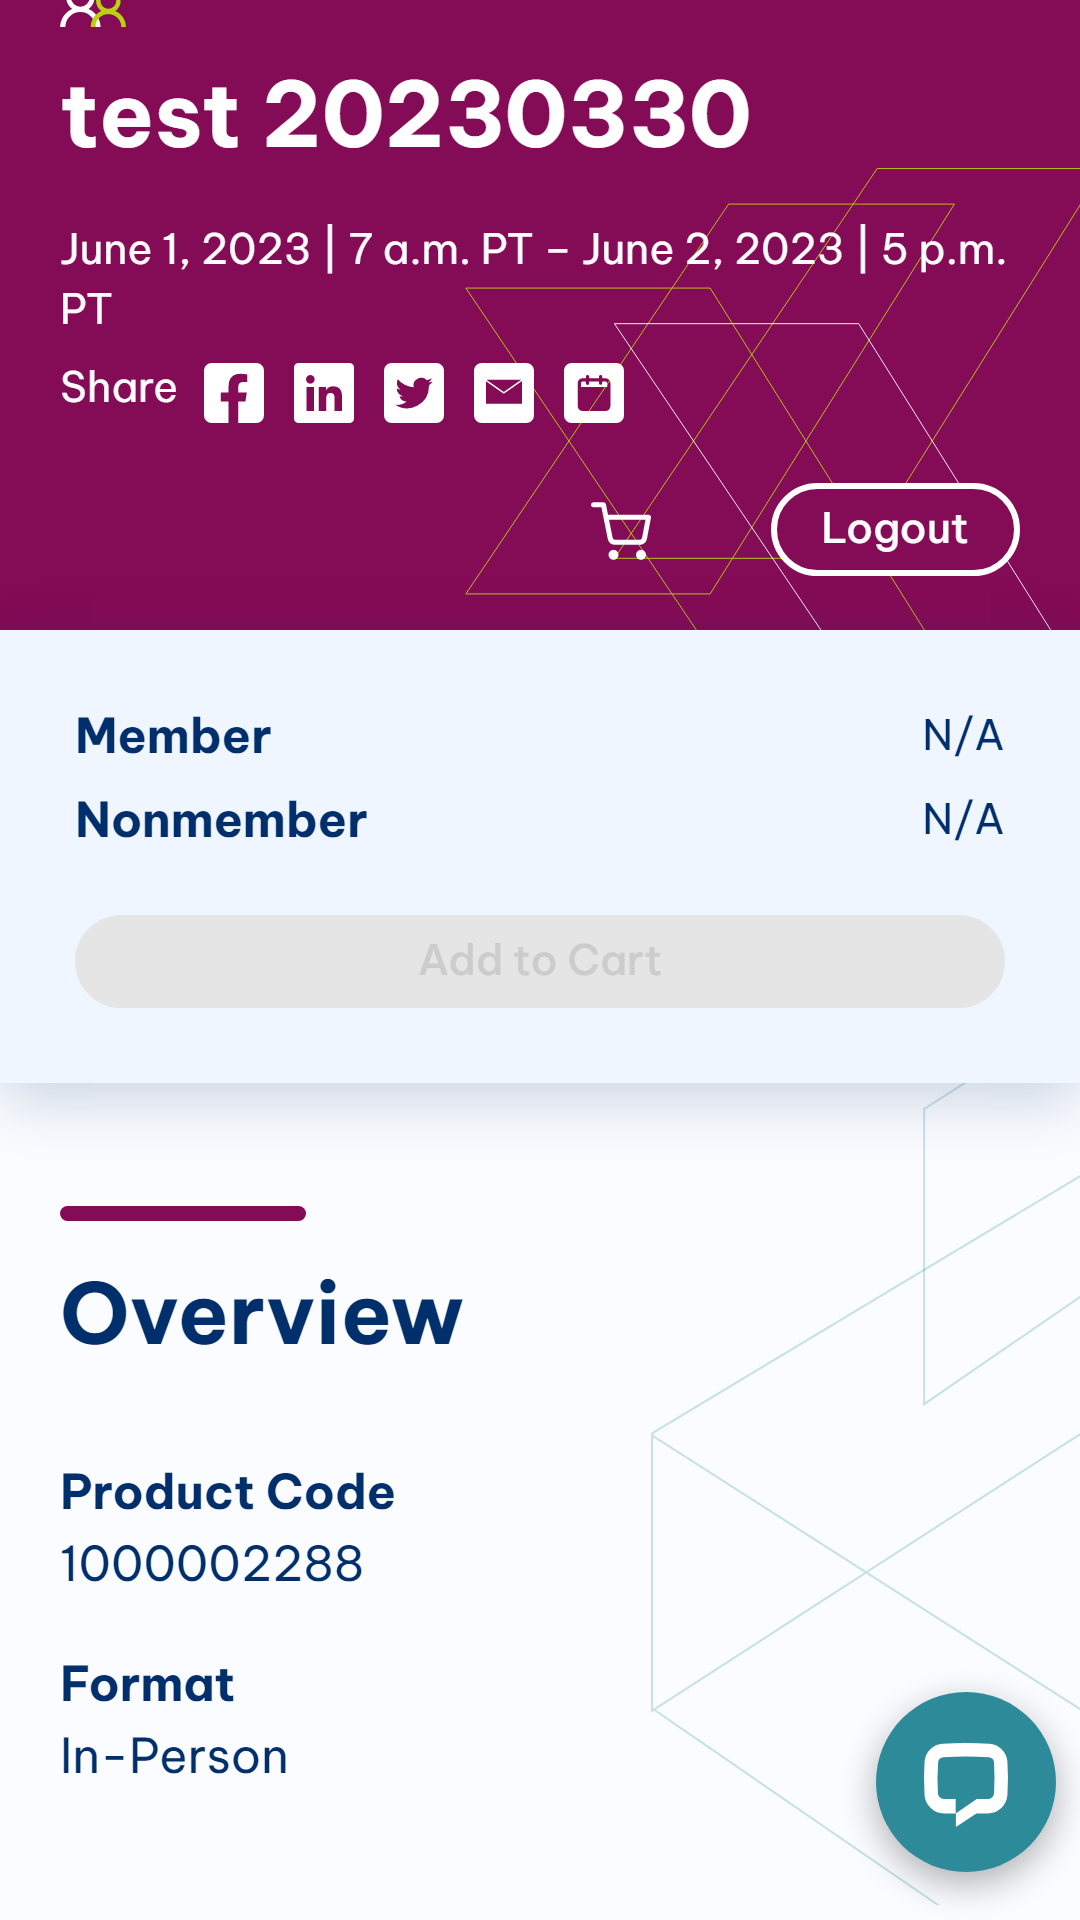 test 20230330
June 1, 2023 | 7 a.m. PT – June 2, 2023 | 5 p.m.
PT
Share
Logout
Member N/A
Nonmember N/A
Add to Cart
Overview
Product Code
1000002288
Format
In-Person